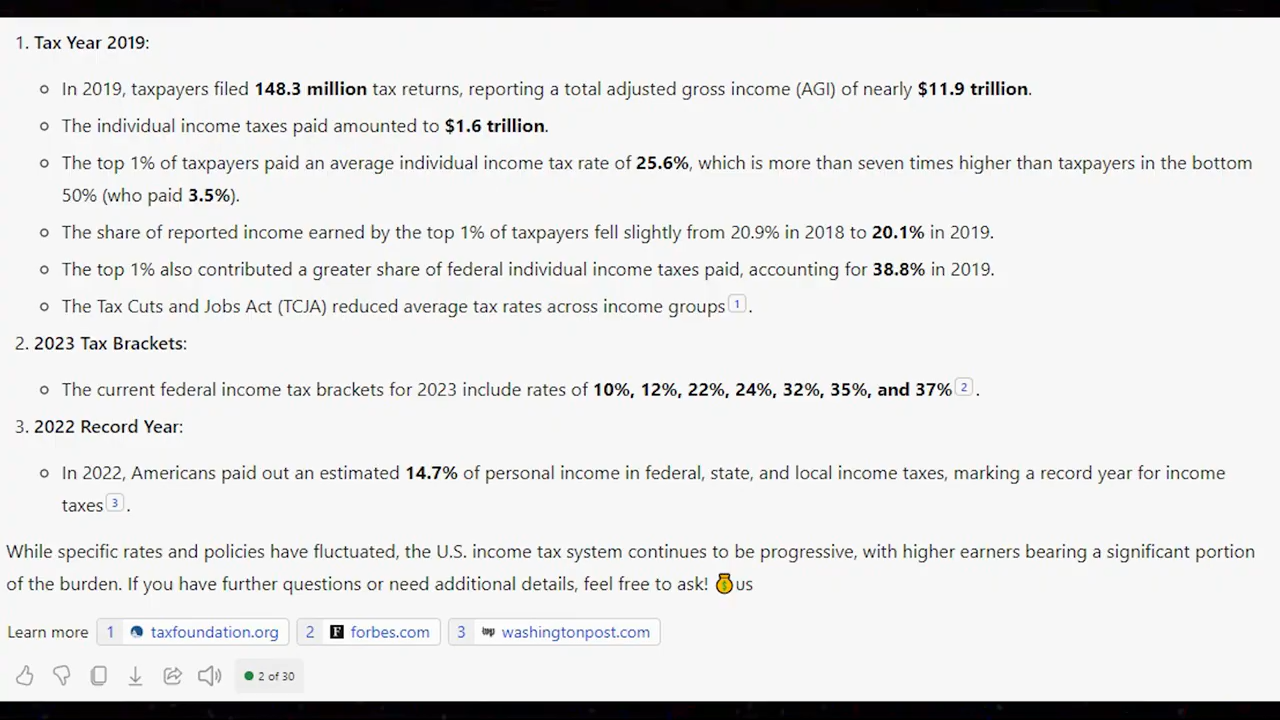 1. Tax Year 2019:
In 2019, taxpayers filed 148.3 million tax returns, reporting a total adjusted gross income (AGI) of nearly $11.9 trillion.
The individual income taxes paid amounted to $1.6 trillion.
The top 1% of taxpayers paid an average individual income tax rate of 25.6%, which is more than seven times higher than taxpayers in the bottom
50% (who paid 3.5%).
The share of reported income earned by the top 1% of taxpayers fell slightly from 20.9% in 2018 to 20.1% in 2019.
The top 1% also contributed a greater share of federal individual income taxes paid, accounting for 38.8% in 2019.
The Tax Cuts and Jobs Act (TCJA) reduced average tax rates across income groups 1 .
2. 2023 Tax Brackets:
The current federal income tax brackets for 2023 include rates of 10%, 12%, 22%, 24%, 32%, 35%, and 37% 2 .
3. 2022 Record Year:
In 2022, Americans paid out an estimated 14.7% of personal income in federal, state, and local income taxes, marking a record year for income
taxes 3 .
While specific rates and policies have fluctuated, the U.S. income tax system continues to be progressive, with higher earners bearing a significant portion
of the burden. If you have further questions or need additional details, feel free to ask! 💰us
Learn more 1 taxfoundation.org 2 forbes.com 3 washingtonpost.com
2 of 30